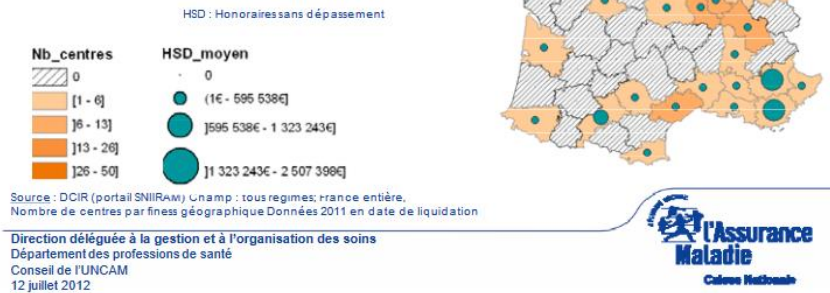 HSD : Honoraires sans dépassement
Nb_centres
0
[1 - 6]
]6 - 13]
]13 - 26]
]26 - 50]
HSD_moyen
0
(1€ - 595 538€]
]595 538€ - 1 323 243€]
]1 323 243€ - 2 507 398€]
Source : DCIR (portail SNIIRAM) Champ : tous régimes; France entière,
Nombre de centres par finess géographique Données 2011 en date de liquidation
Direction déléguée à la gestion et à l'organisation des soins
Département des professions de santé
Conseil de l'UNCAM
12 juillet 2012
l'Assurance
Maladie
Caisse Nationale